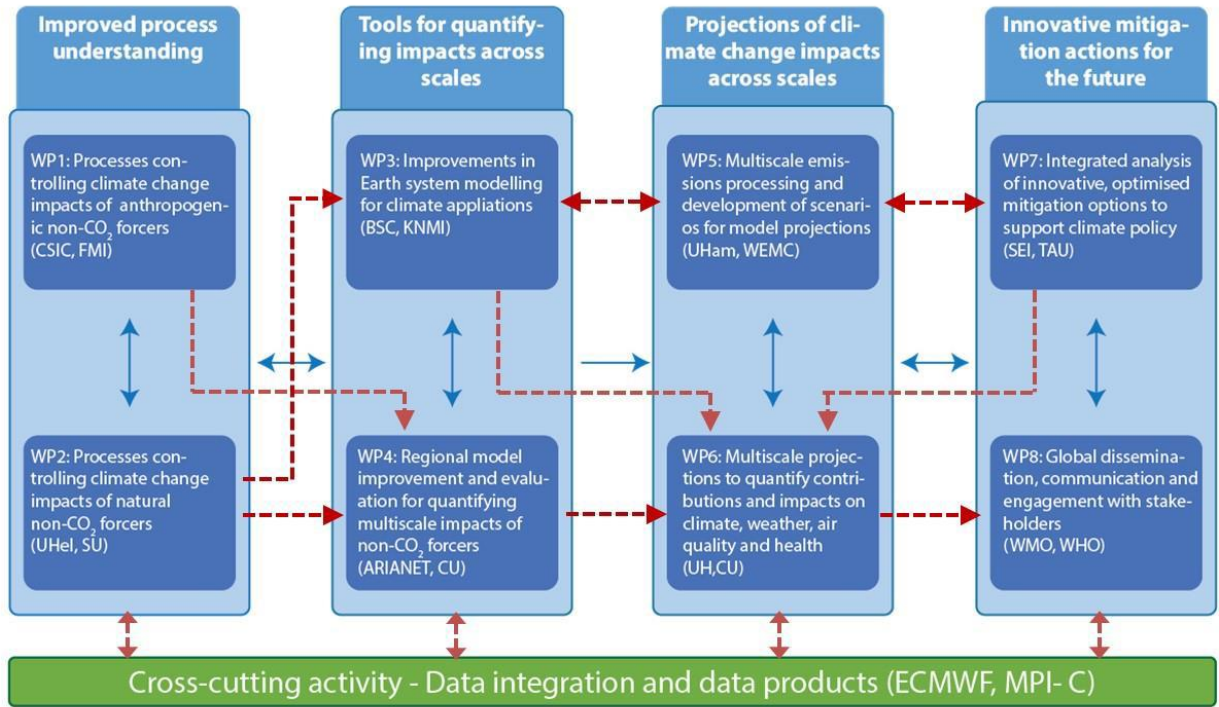 Improved process
understanding
Tools for quantify-
ing impacts across
scales
Projections of cli-
mate change impacts
across scales
Innovative mitiga-
tion actions for
the future
WP1: Processes con-
trolling climate change
impacts of anthropogen-
ic non-CO₂ forcers
(CSIC, FMI)
WP3: Improvements in
Earth system modelling
for climate appliations
(BSC, KNMI)
WP5: Multiscale emis-
sions processing and
development of scenari-
os for model projections
(UHam, WEMC)
WP7: Integrated analysis
of innovative, optimised
mitigation options to
support climate policy
(SEI, TAU)
WP2: Processes con-
trolling climate change
impacts of natural
non-CO₂ forcers
(UHel, SU)
WP4: Regional model
improvement and evalu-
ation for quantifying
multiscale impacts of
non-CO₂ forcers
(ARIANET, CU)
WP6: Multiscale projec-
tions to quantify contri-
butions and impacts on
climate, weather, air
quality and health
(UH,CU)
WP8: Global dissemina-
tion, communication and
engagement with stake-
holders
(WMO, WHO)
Cross-cutting activity - Data integration and data products (ECMWF, MPI- C)